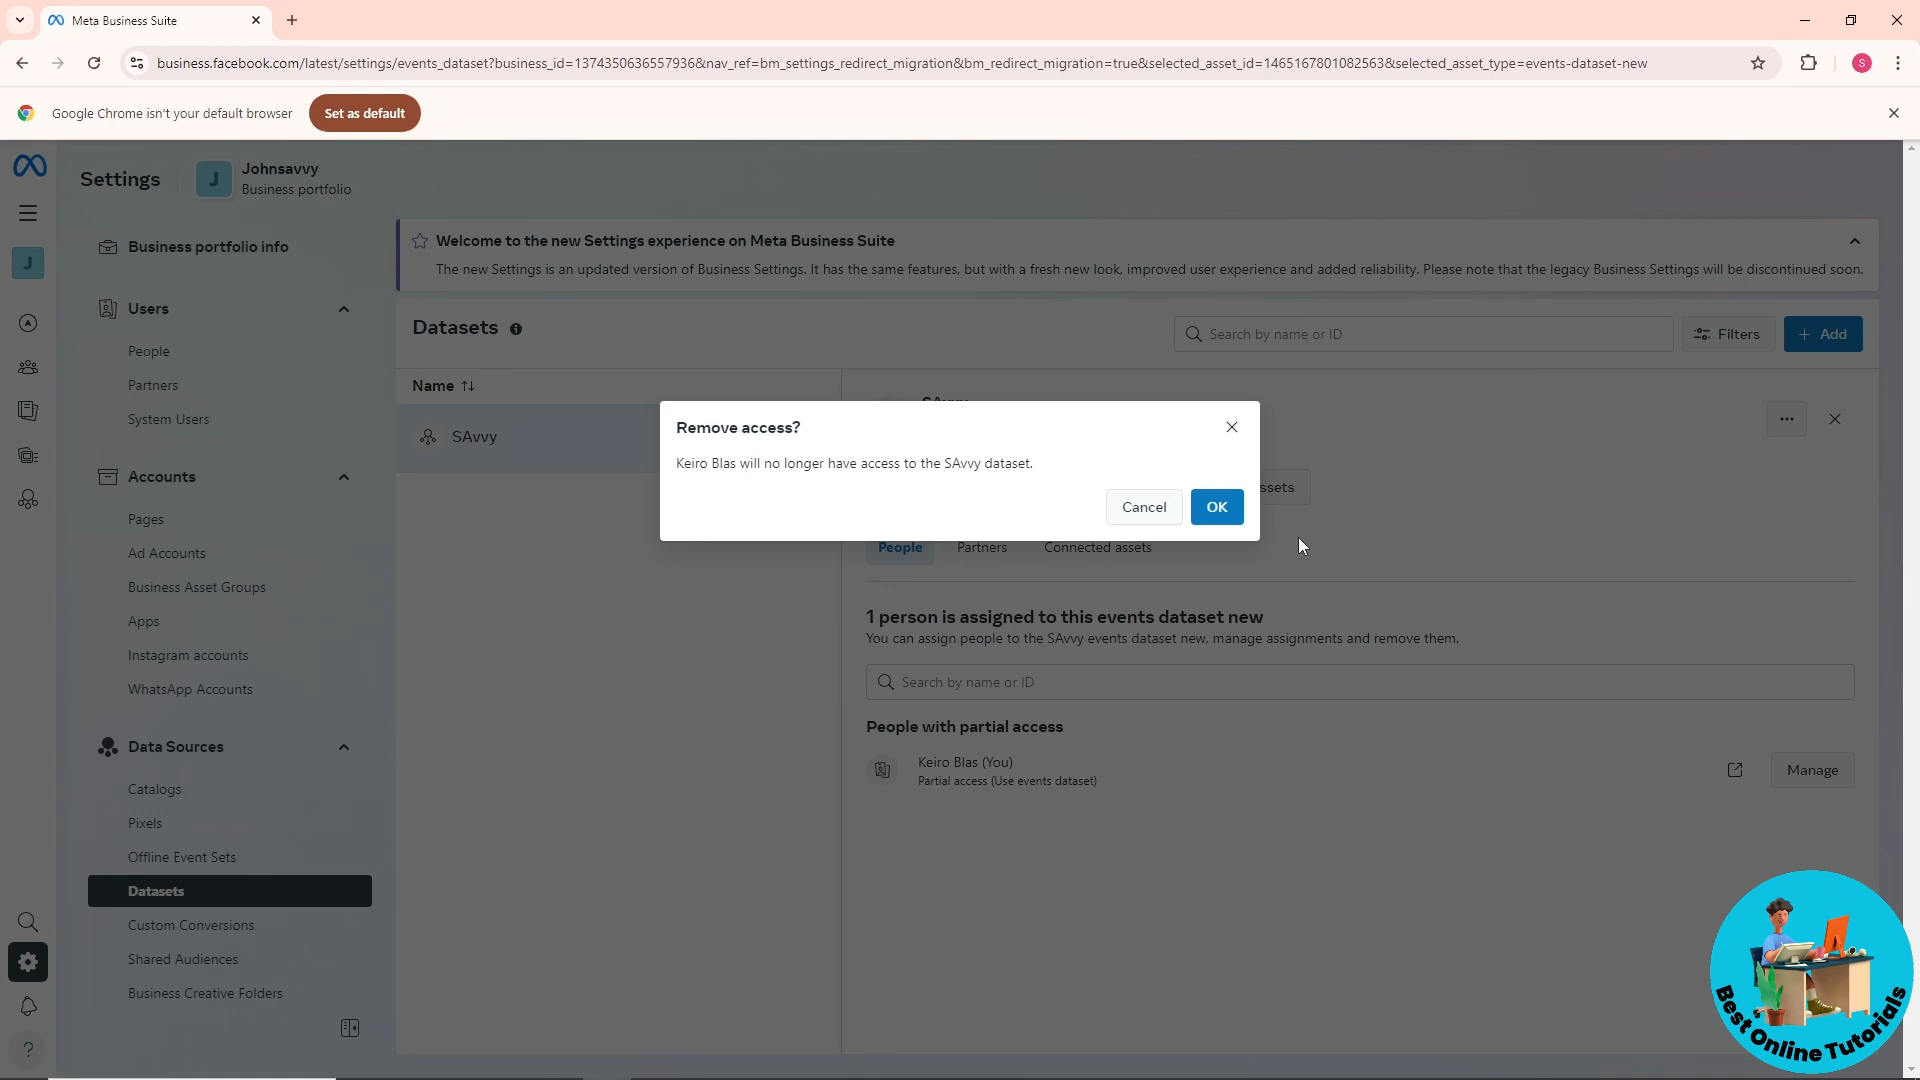 Meta Business Suite
business.facebook.com/latest/settings/events_dataset?business_id=1374350636557936&nav_ref=bm_settings_redirect_migration&bm_redirect_migration=true&selected_asset_id=1465167801082563&selected_asset_type=events-dataset-new
S
Google Chrome isn't your default browser
Set as default
Settings
J
Johnsavvy
Business portfolio
J
Business portfolio info
Users
People
Partners
System Users
Accounts
Pages
Ad Accounts
Business Asset Groups
Apps
Instagram accounts
WhatsApp Accounts
Data Sources
Catalogs
Pixels
Offline Event Sets
Datasets
Custom Conversions
Shared Audiences
Business Creative Folders
Welcome to the new Settings experience on Meta Business Suite
The new Settings is an updated version of Business Settings. It has the same features, but with a fresh new look, improved user experience and added reliability. Please note that the legacy Business Settings will be discontinued soon.
Datasets
Search by name or ID
Filters
+ Add
Name
SAvvy
Remove access?
Keiro Blas will no longer have access to the SAvvy dataset.
Cancel
OK
ssets
People
Partners
Connected assets
1 person is assigned to this events dataset new
You can assign people to the SAvvy events dataset new, manage assignments and remove them.
Search by name or ID
People with partial access
Keiro Blas (You)
Partial access (Use events dataset)
Manage
Best Online Tutorials